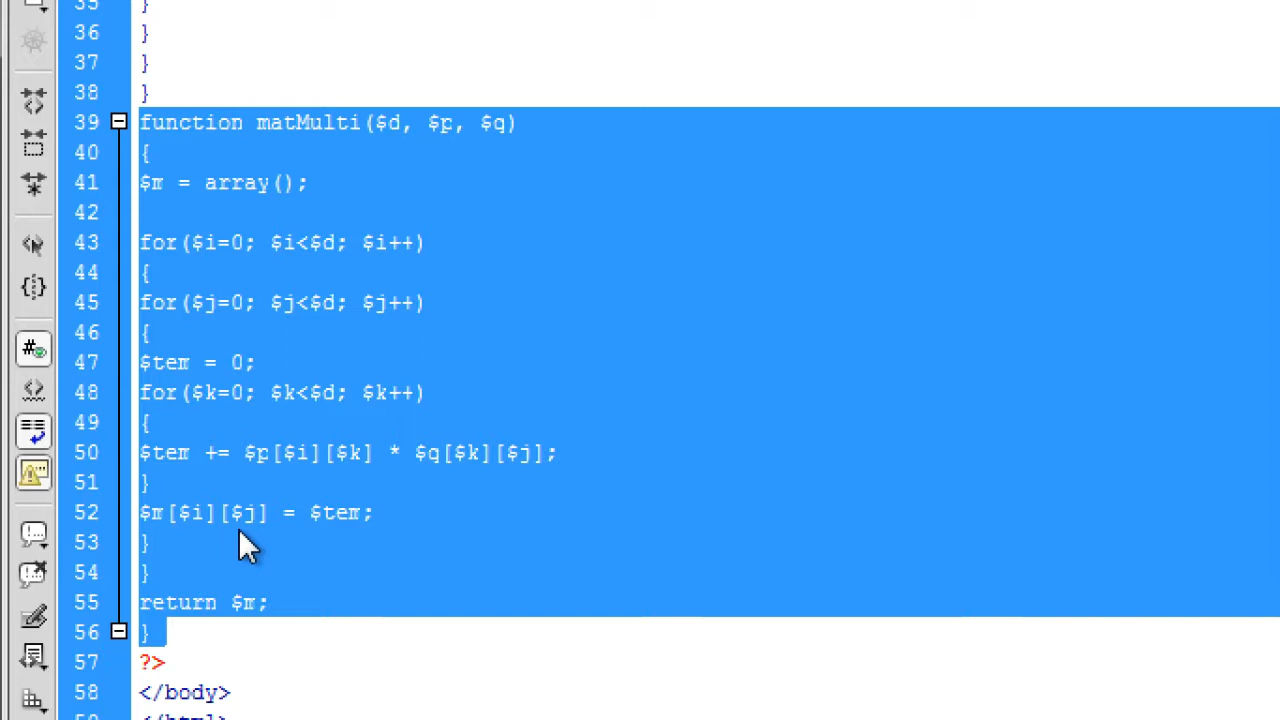 35 }
36 }
37 }
38 }
39 function matMulti($d, $p, $q)
40 {
41 $m = array();
42
43 for($i=0; $i<$d; $i++)
44 {
45 for($j=0; $j<$d; $j++)
46 {
47 $tem = 0;
48 for($k=0; $k<$d; $k++)
49 {
50 $tem += $p[$i][$k] * $q[$k][$j];
51 }
52 $m[$i][$j] = $tem;
53 }
54 }
55 return $m;
56 }
57 ?>
58 </body>
59 </html>